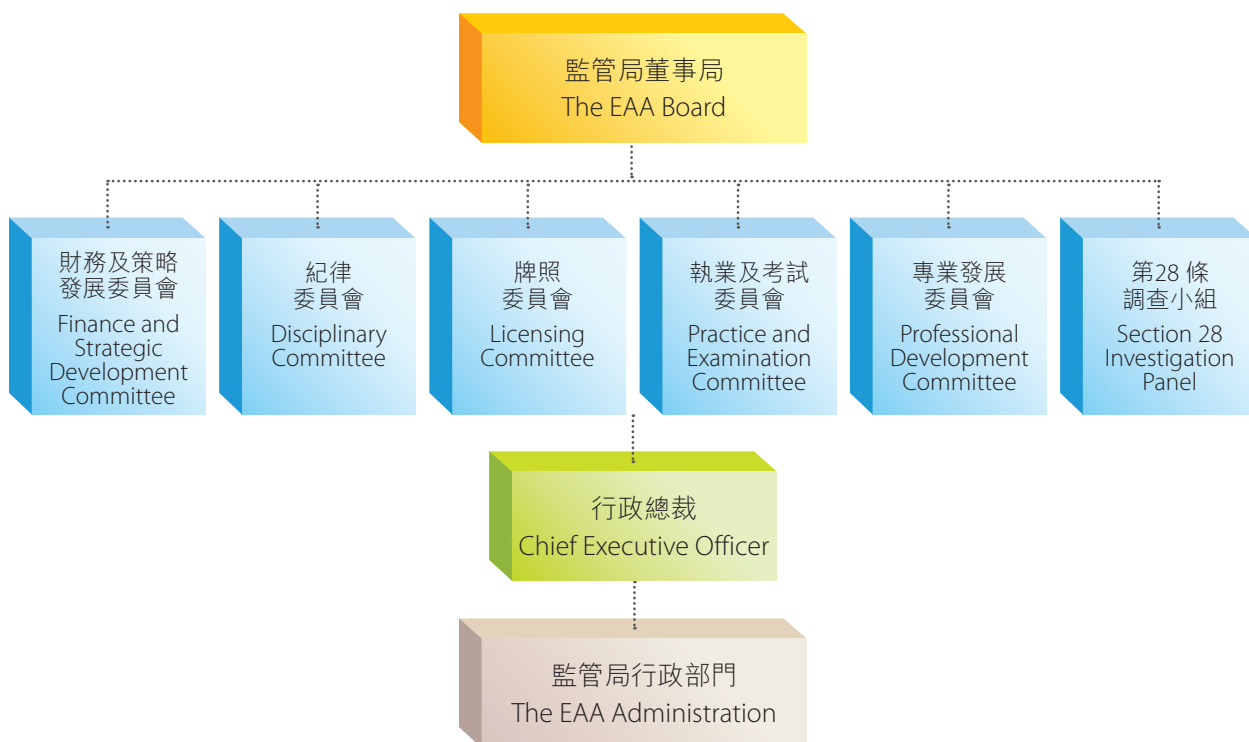 監管局董事局
The EAA Board
財務及策略
發展委員會
Finance and
Strategic
Development
Committee
紀律
委員會
Disciplinary
Committee
牌照
委員會
Licensing
Committee
執業及考試
委員會
Practice and
Examination
Committee
專業發展
委員會
Professional
Development
Committee
第28 條
調查小組
Section 28
Investigation
Panel
行政總裁
Chief Executive Officer
監管局行政部門
The EAA Administration